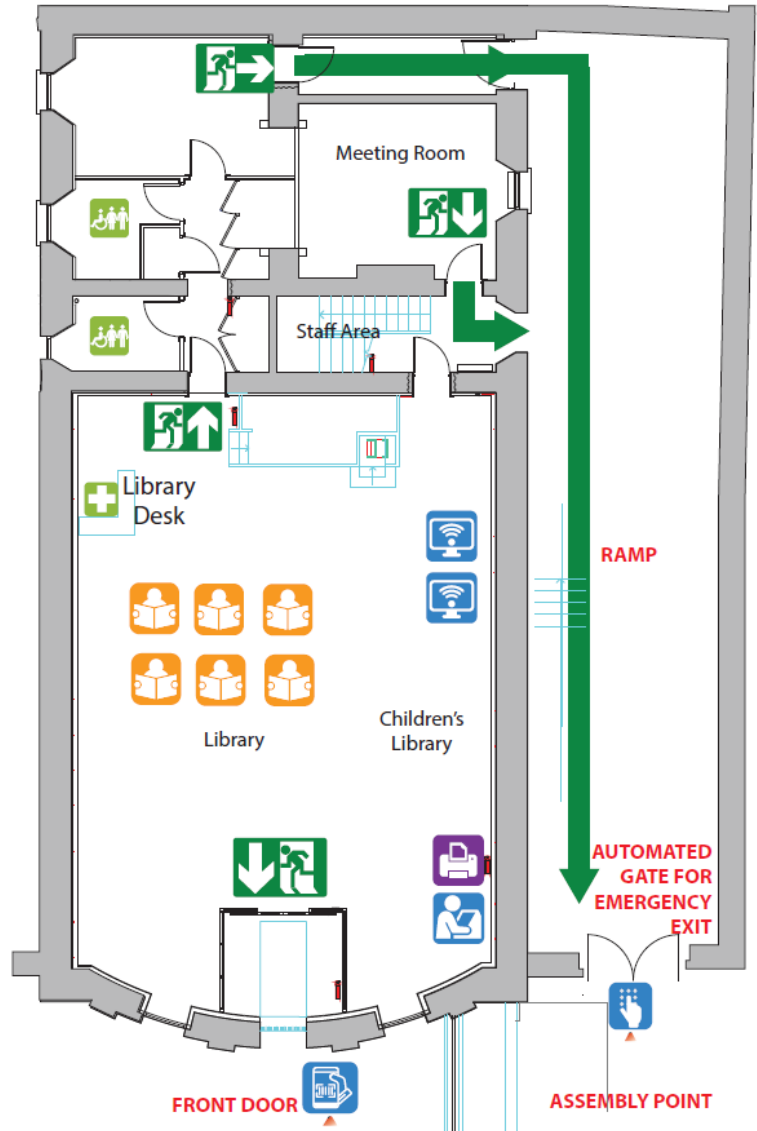 Meeting Room
Staff Area
Library
Desk
RAMP
Children's
Library
Library
AUTOMATED
GATE FOR
EMERGENCY
EXIT
FRONT DOOR
ASSEMBLY POINT